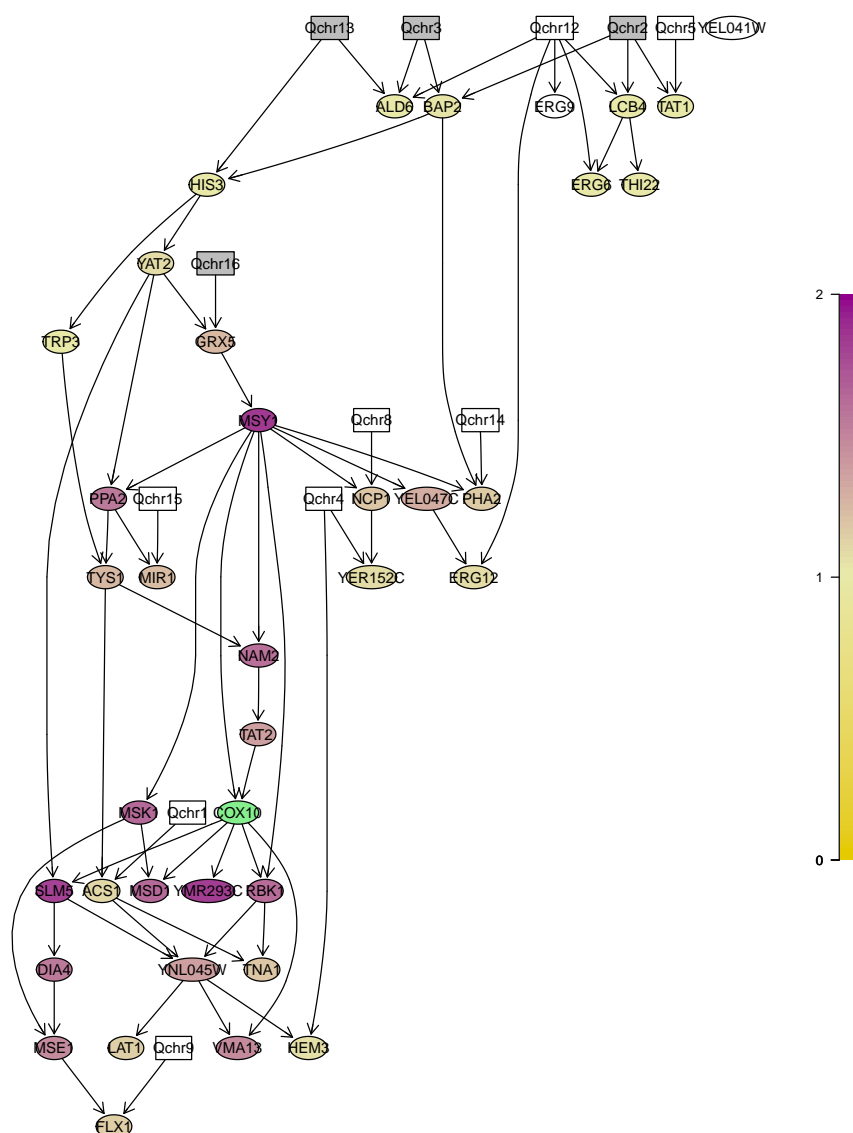 Qchr13 Qchr3 Qchr12 Qchr2 Qchr5 YEL041W
ALD6 BAP2 ERG9 LCB4 TAT1
HIS3 ERG6 THI22
YAT2 Qchr16
2
TRP3 GRX5
MSY1 Qchr8 Qchr14
PPA2 Qchr15 Qchr4 NCP1 YEL047C PHA2
TYS1 MIR1 YER152C ERG12 1
NAM2
TAT2
MSK1 Qchr1 COX10
0
SLM5 ACS1 MSD1 YMR293C RBK1
DIA4 YNL045W TNA1
MSE1 LAT1 Qchr9 VMA13 HEM3
FLX1